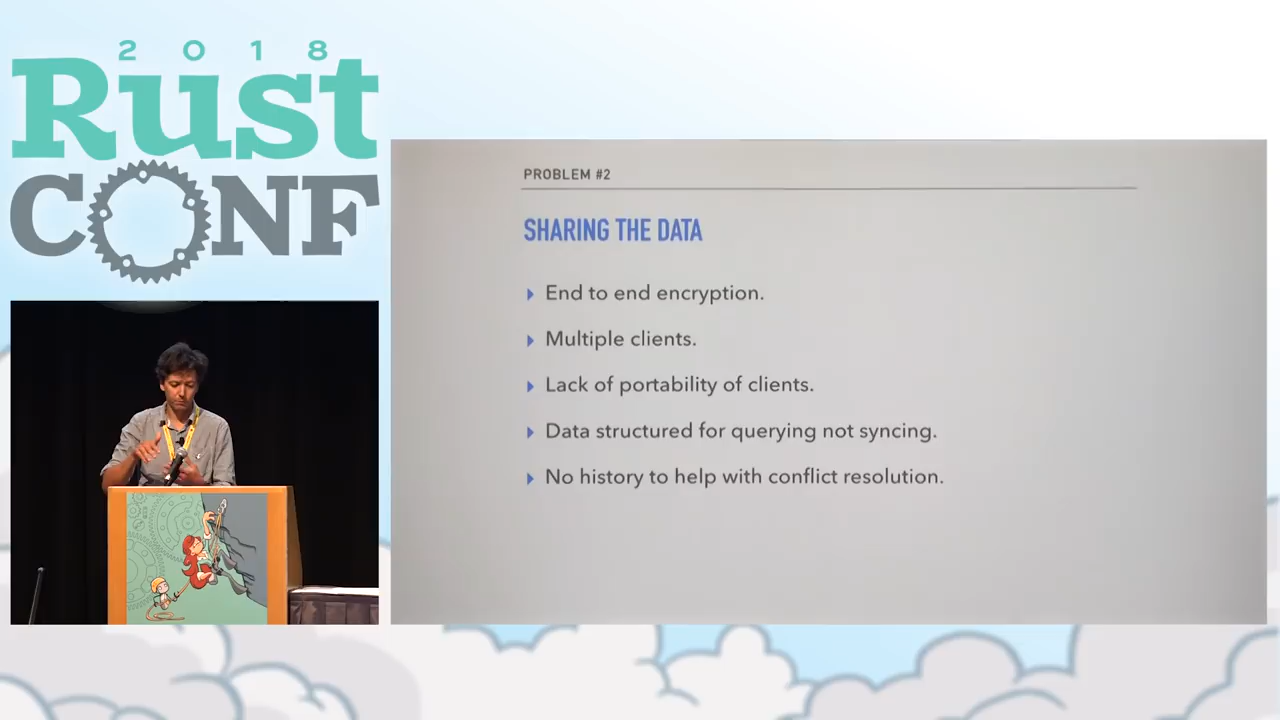 2018
Rust
CONF
PROBLEM #2
SHARING THE DATA
End to end encryption.
Multiple clients.
Lack of portability of clients.
Data structured for querying not syncing.
No history to help with conflict resolution.